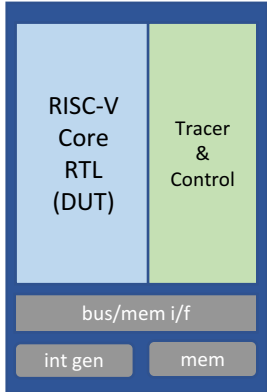 RISC-V
Core
RTL
(DUT)
Tracer
&
Control
bus/mem i/f
int gen
mem